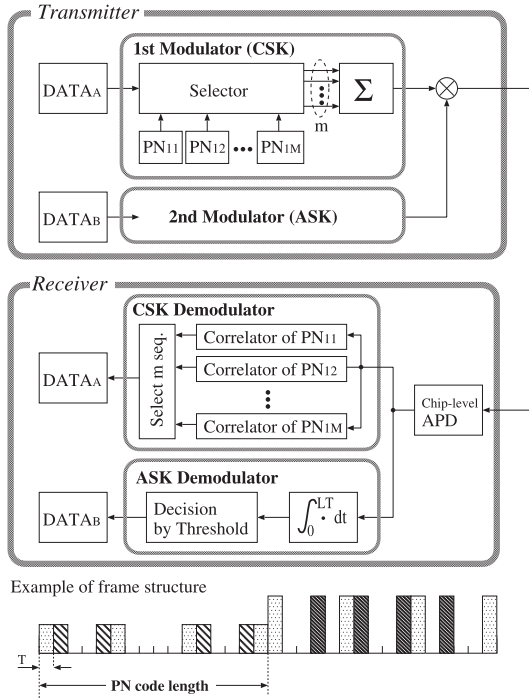 Transmitter
1st Modulator (CSK)
DATAA
Selector
Σ
m
PN11
PN12
PN1M
DATAB
2nd Modulator (ASK)
Receiver
CSK Demodulator
DATAA
Select m seq.
Correlator of PN11
Correlator of PN12
Correlator of PN1M
Chip-level
APD
ASK Demodulator
DATAB
Decision
by Threshold
∫0LT · dt
Example of frame structure
T
PN code length